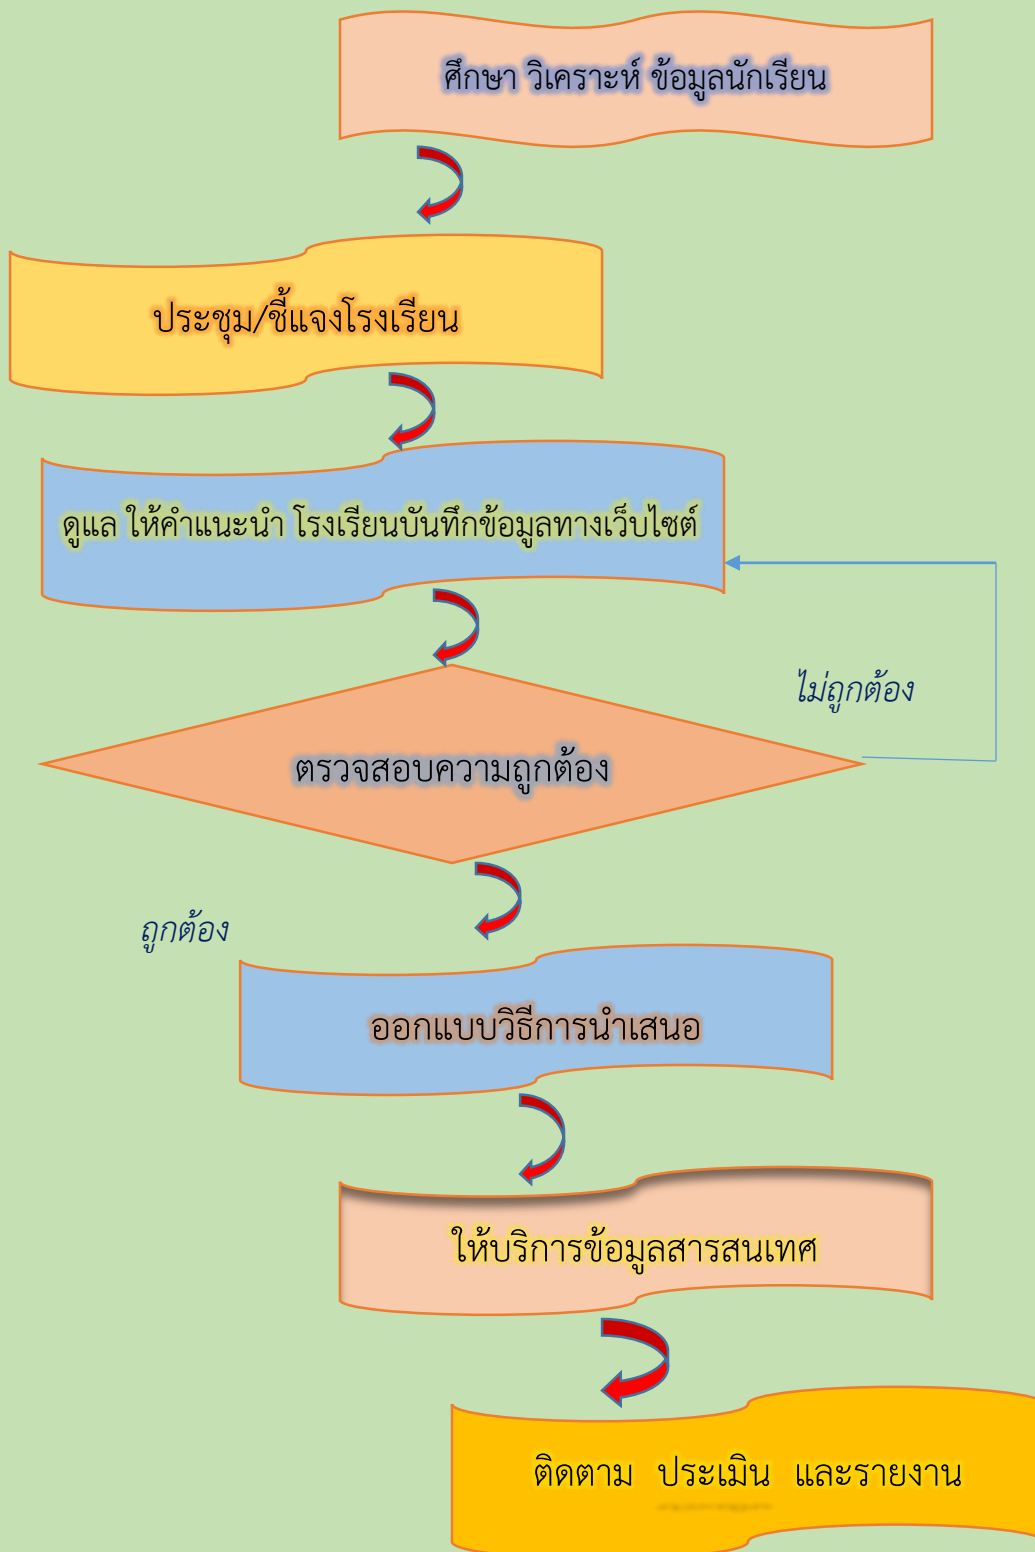 ศึกษา วิเคราะห์ ข้อมูลนักเรียน
ประชุม/ชี้แจงโรงเรียน
ดูแล ให้คำแนะนำ โรงเรียนบันทึกข้อมูลทางเว็บไซต์
ไม่ถูกต้อง
ตรวจสอบความถูกต้อง
ถูกต้อง
ออกแบบวิธีการนำเสนอ
ให้บริการข้อมูลสารสนเทศ
ติดตาม ประเมิน และรายงาน